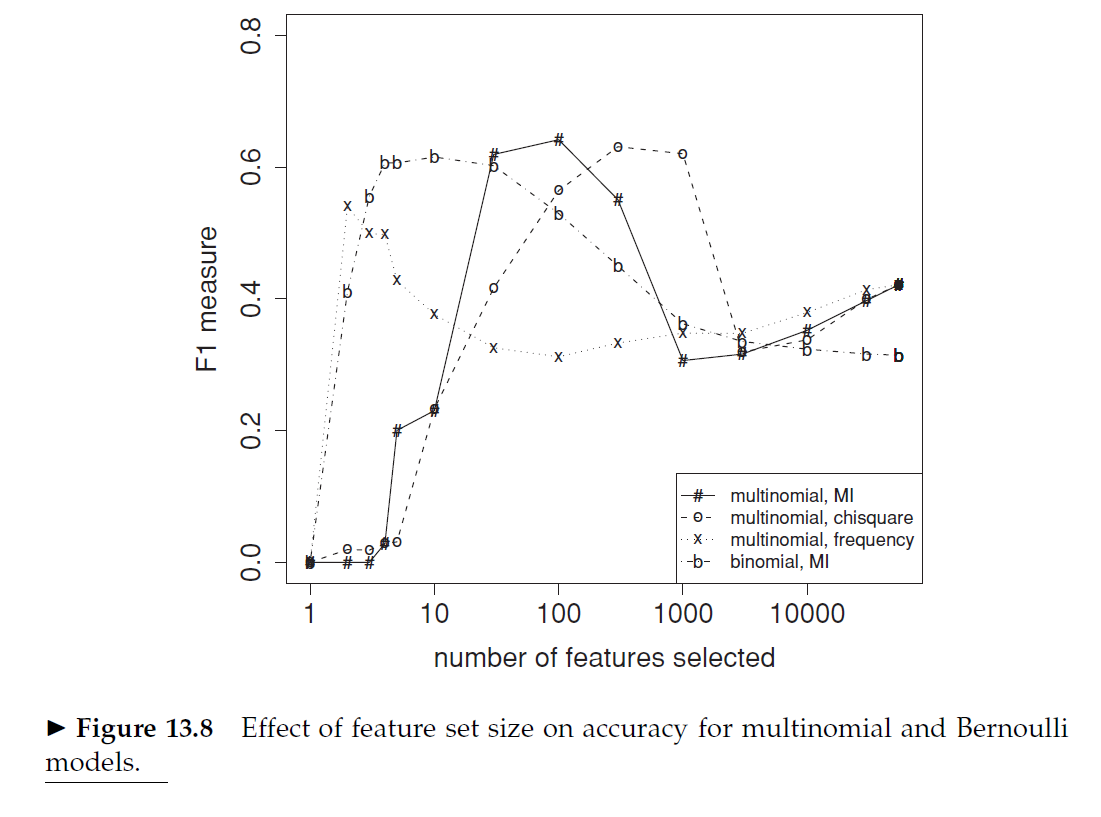 0.8
0.6
0.4
0.2
0.0
F1 measure
1 10 100 1000 10000
number of features selected
# multinomial, MI
o multinomial, chisquare
x multinomial, frequency
b binomial, MI
► Figure 13.8 Effect of feature set size on accuracy for multinomial and Bernoulli
models.